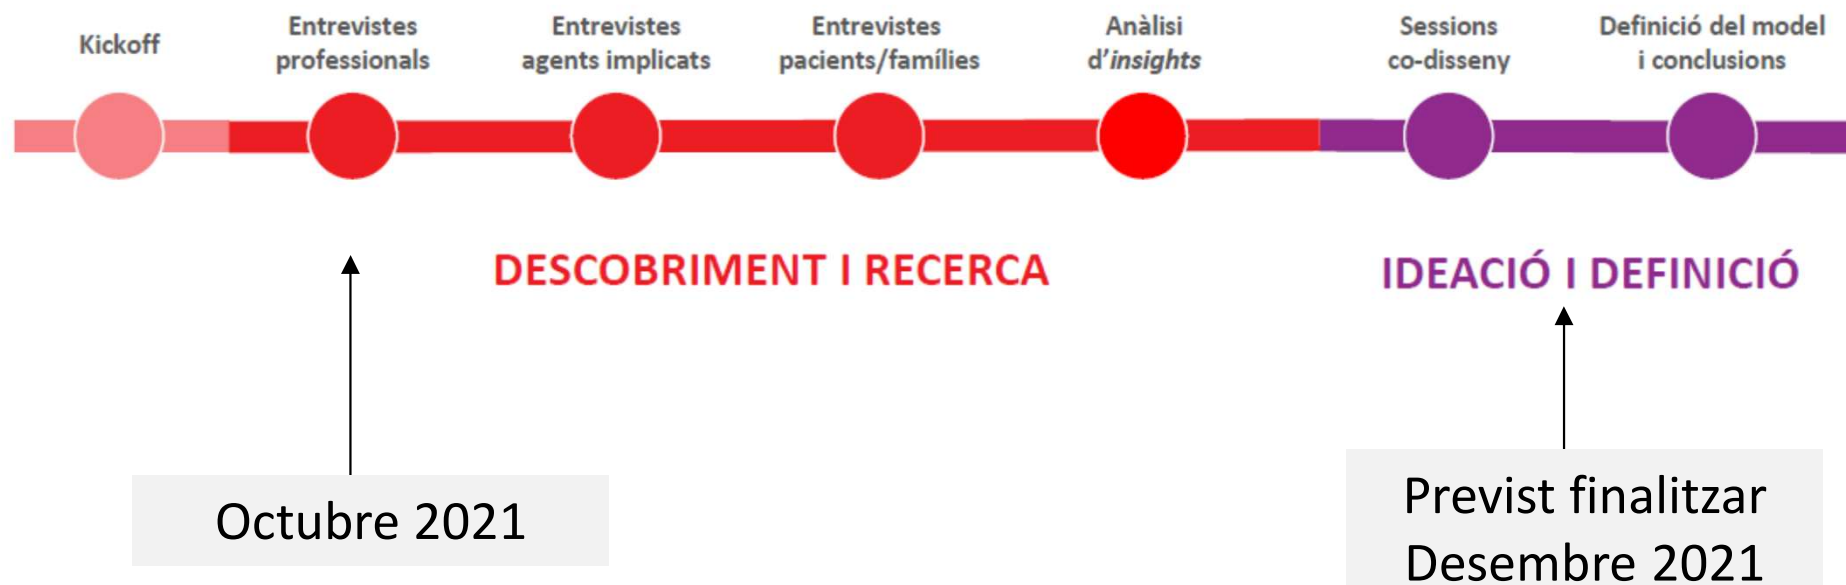 Kickoff
Entrevistes
professionals
Entrevistes
agents implicats
Entrevistes
pacients/famílies
Anàlisi
d'insights
Sessions
co-disseny
Definició del model
i conclusions
DESCOBRIMENT I RECERCA
IDEACIÓ I DEFINICIÓ
Octubre 2021
Previst finalitzar
Desembre 2021